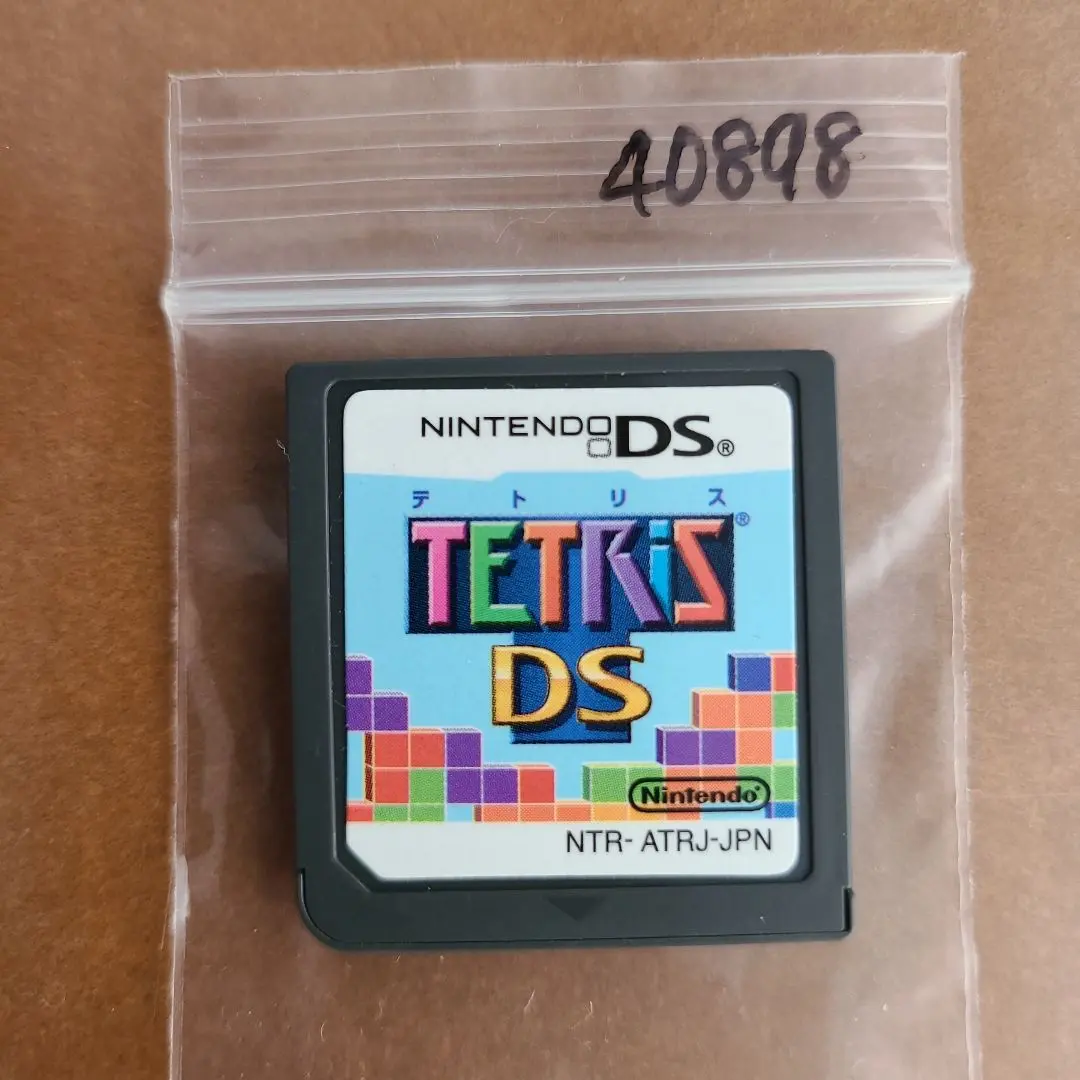 40898
NINTENDO DS®
テトリス
TETRiS®
DS
Nintendo®
NTR- ATRJ-JPN